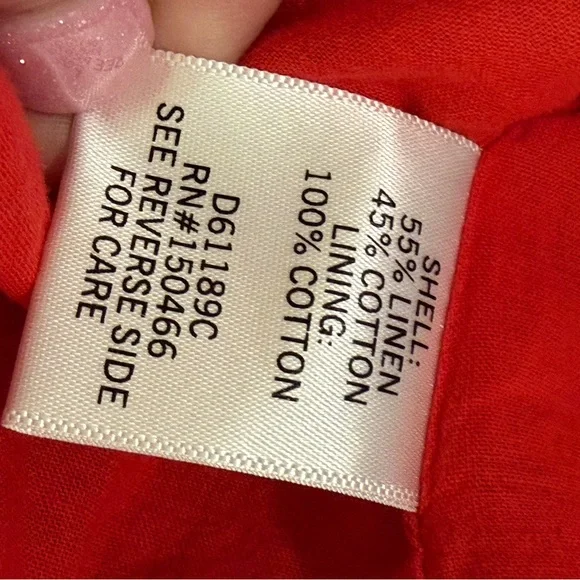 SHELL:
55% LINEN
45% COTTON
LINING:
100% COTTON
D61189C
RN#150466
SEE REVERSE SIDE
FOR CARE